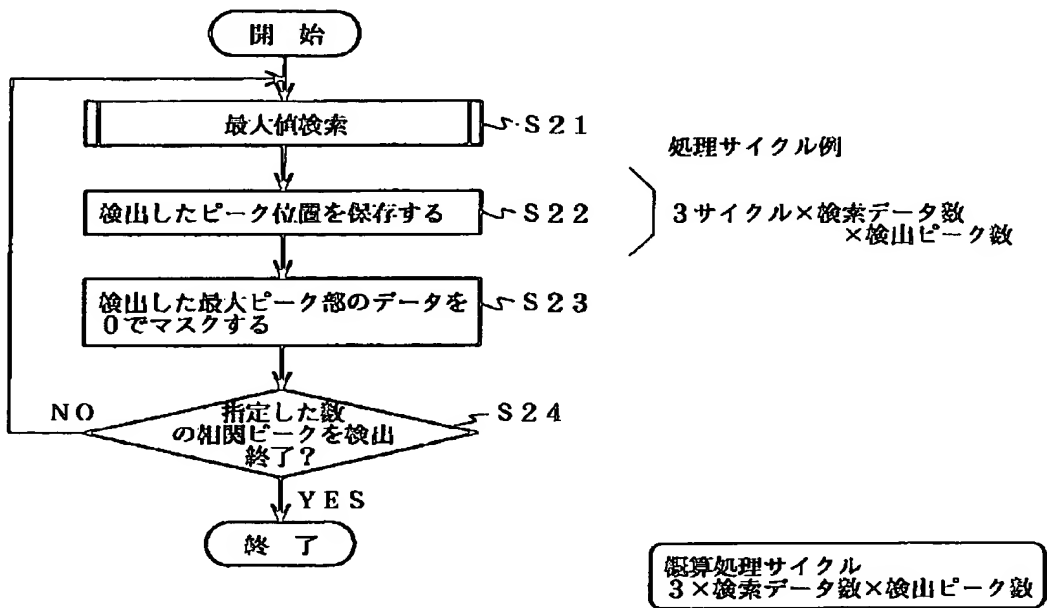 開 始
最大値検索
S21
処理サイクル例
検出したピーク位置を保存する
S22
3サイクル×検索データ数
×検出ピーク数
検出した最大ピーク部のデータを
0でマスクする
S23
NO
指定した数
の相関ピークを検出
終了?
S24
YES
終 了
概算処理サイクル
3×検索データ数×検出ピーク数